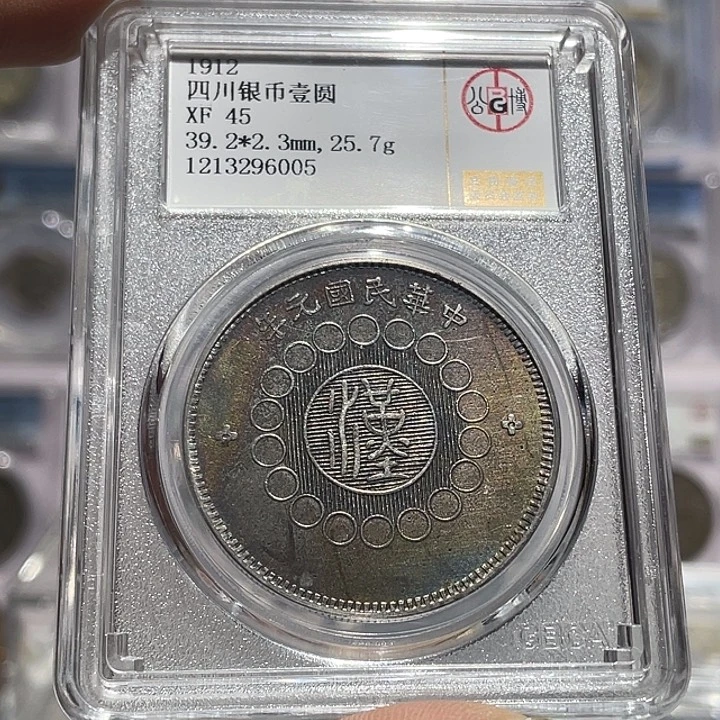 1912
四川银币壹圆
XF 45
39.2*2.3mm,25.7g
1213296005
公博
中華民國元年
漢
GBCA